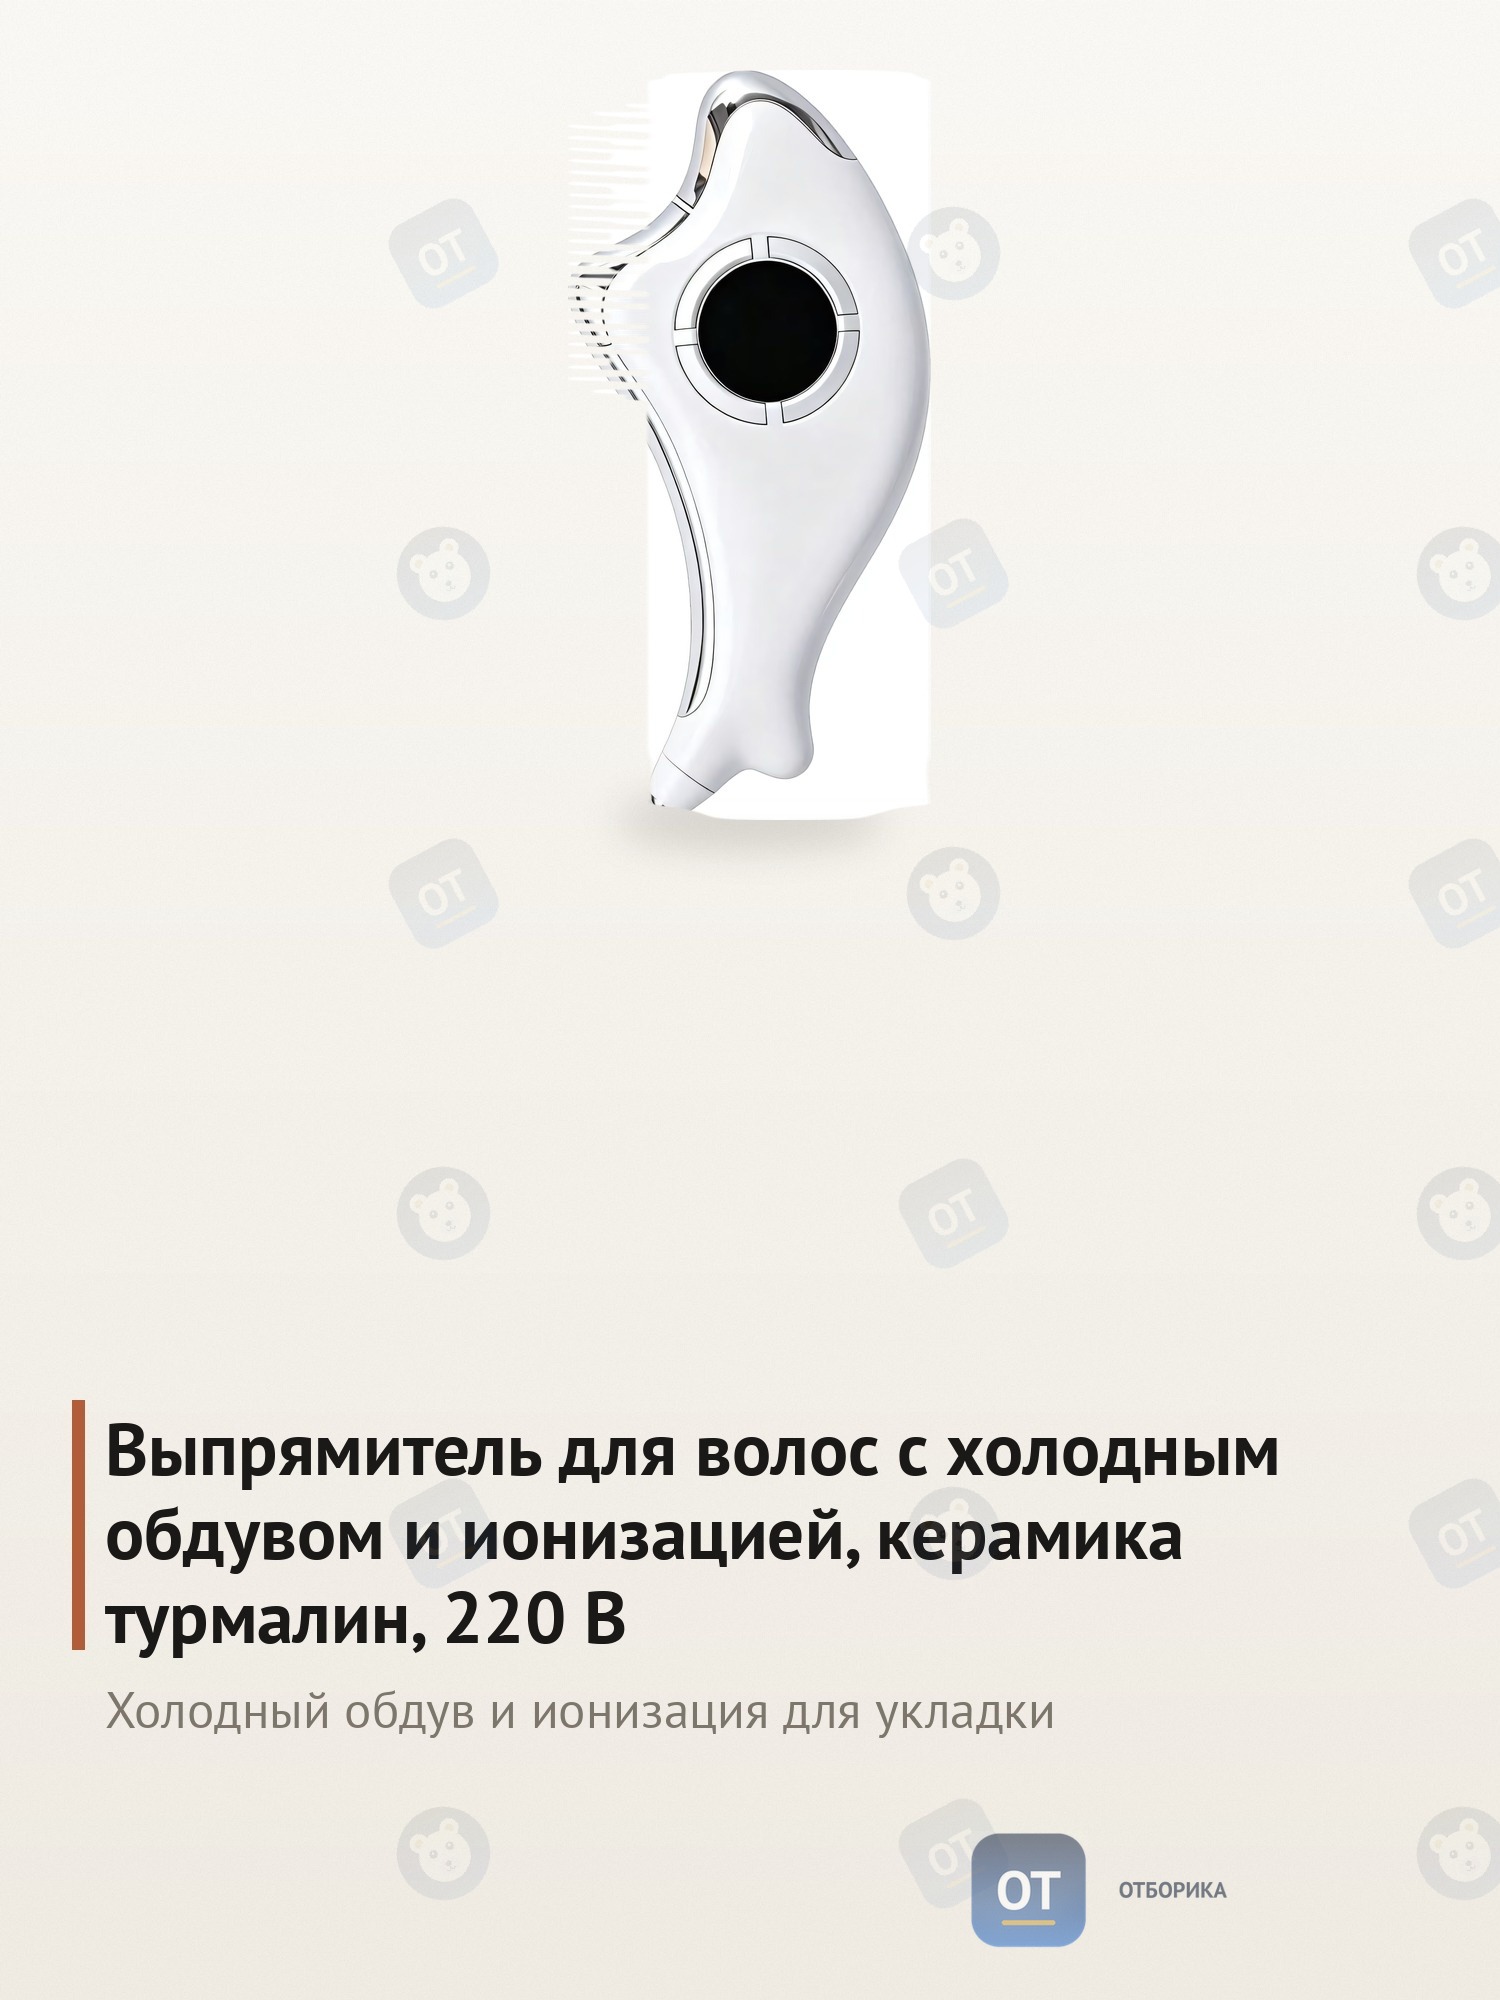 Выпрямитель для волос с холодным
обдувом и ионизацией, керамика
турмалин, 220 В
Холодный обдув и ионизация для укладки
ОТ
ОТБОРИКА